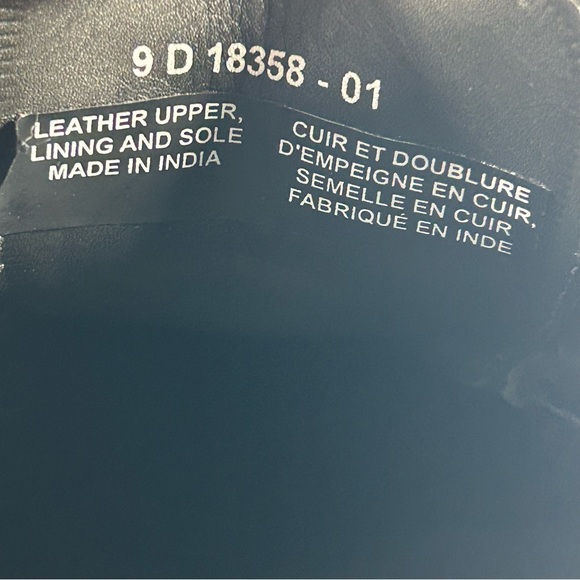 9 D 18358 - 01
LEATHER UPPER,
LINING AND SOLE
MADE IN INDIA
CUIR ET DOUBLURE
D'EMPEIGNE EN CUIR,
SEMELLE EN CUIR
FABRIQUÉ EN INDE